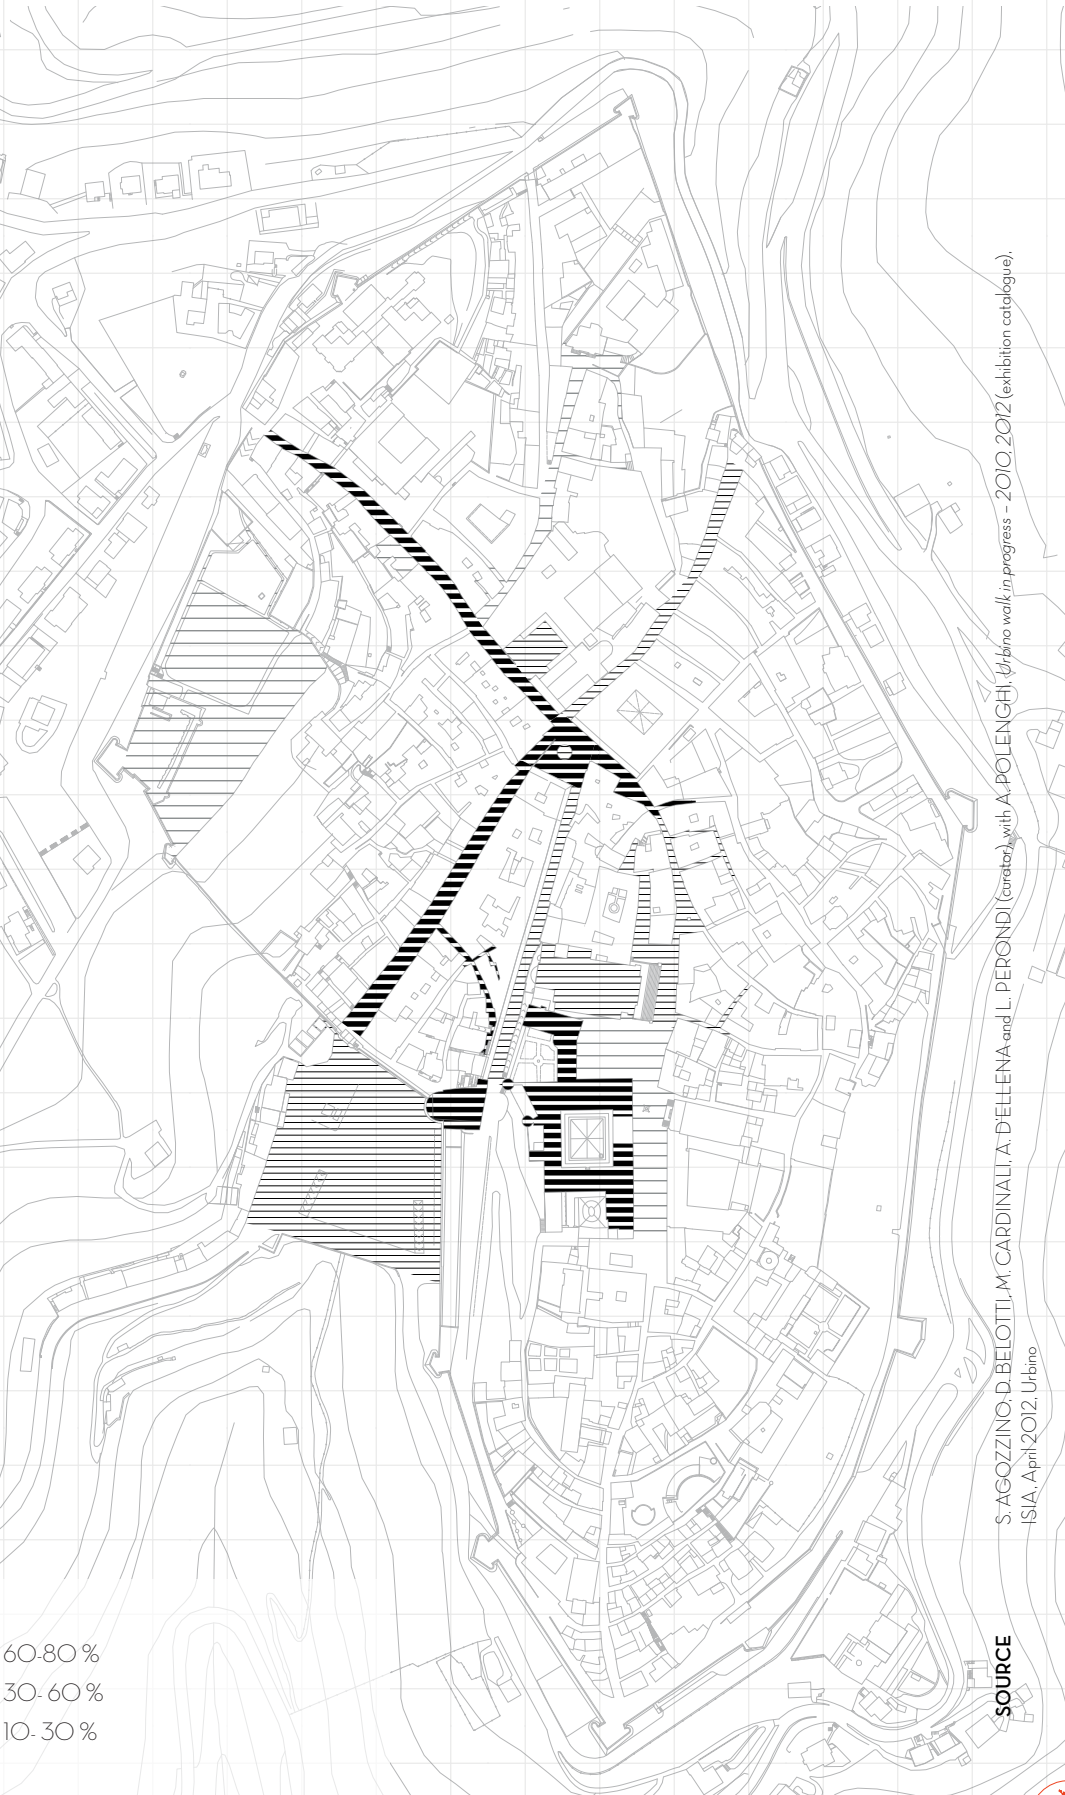 60-80 %
30-60 %
10-30 %
SOURCE
S. AGOZZINO, D. BELOTTI, M. CARDINALI, A. D'ELLENA and L. PERONDI (curator) with A. POLENGHI, Urbino walk in progress – 2010, 2012 (exhibition catalogue),
ISIA, April 2012, Urbino